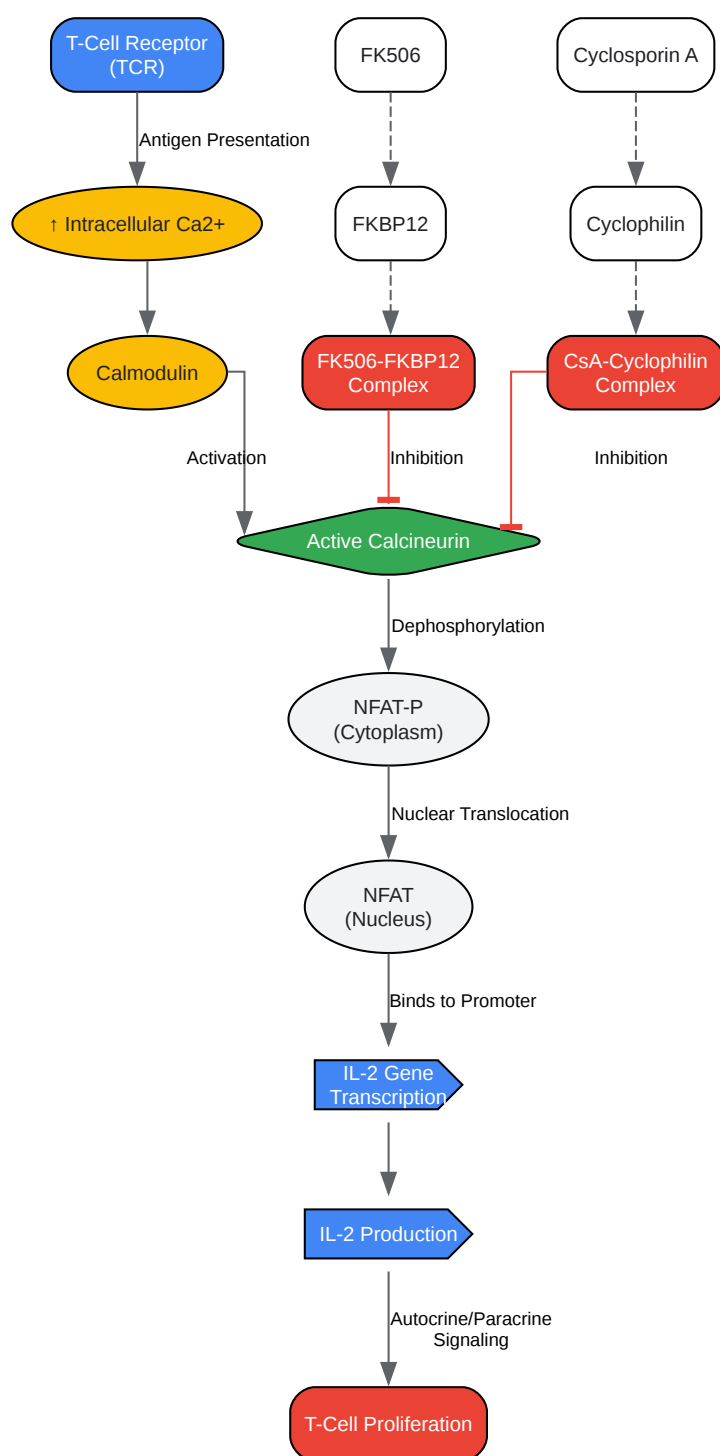 T-Cell Receptor
(TCR)
FK506
Cyclosporin A
Antigen Presentation
↑ Intracellular Ca2+
FKBP12
Cyclophilin
Calmodulin
FK506-FKBP12
Complex
CsA-Cyclophilin
Complex
Activation
Inhibition
Inhibition
Active Calcineurin
Dephosphorylation
NFAT-P
(Cytoplasm)
Nuclear Translocation
NFAT
(Nucleus)
Binds to Promoter
IL-2 Gene
Transcription
IL-2 Production
Autocrine/Paracrine
Signaling
T-Cell Proliferation